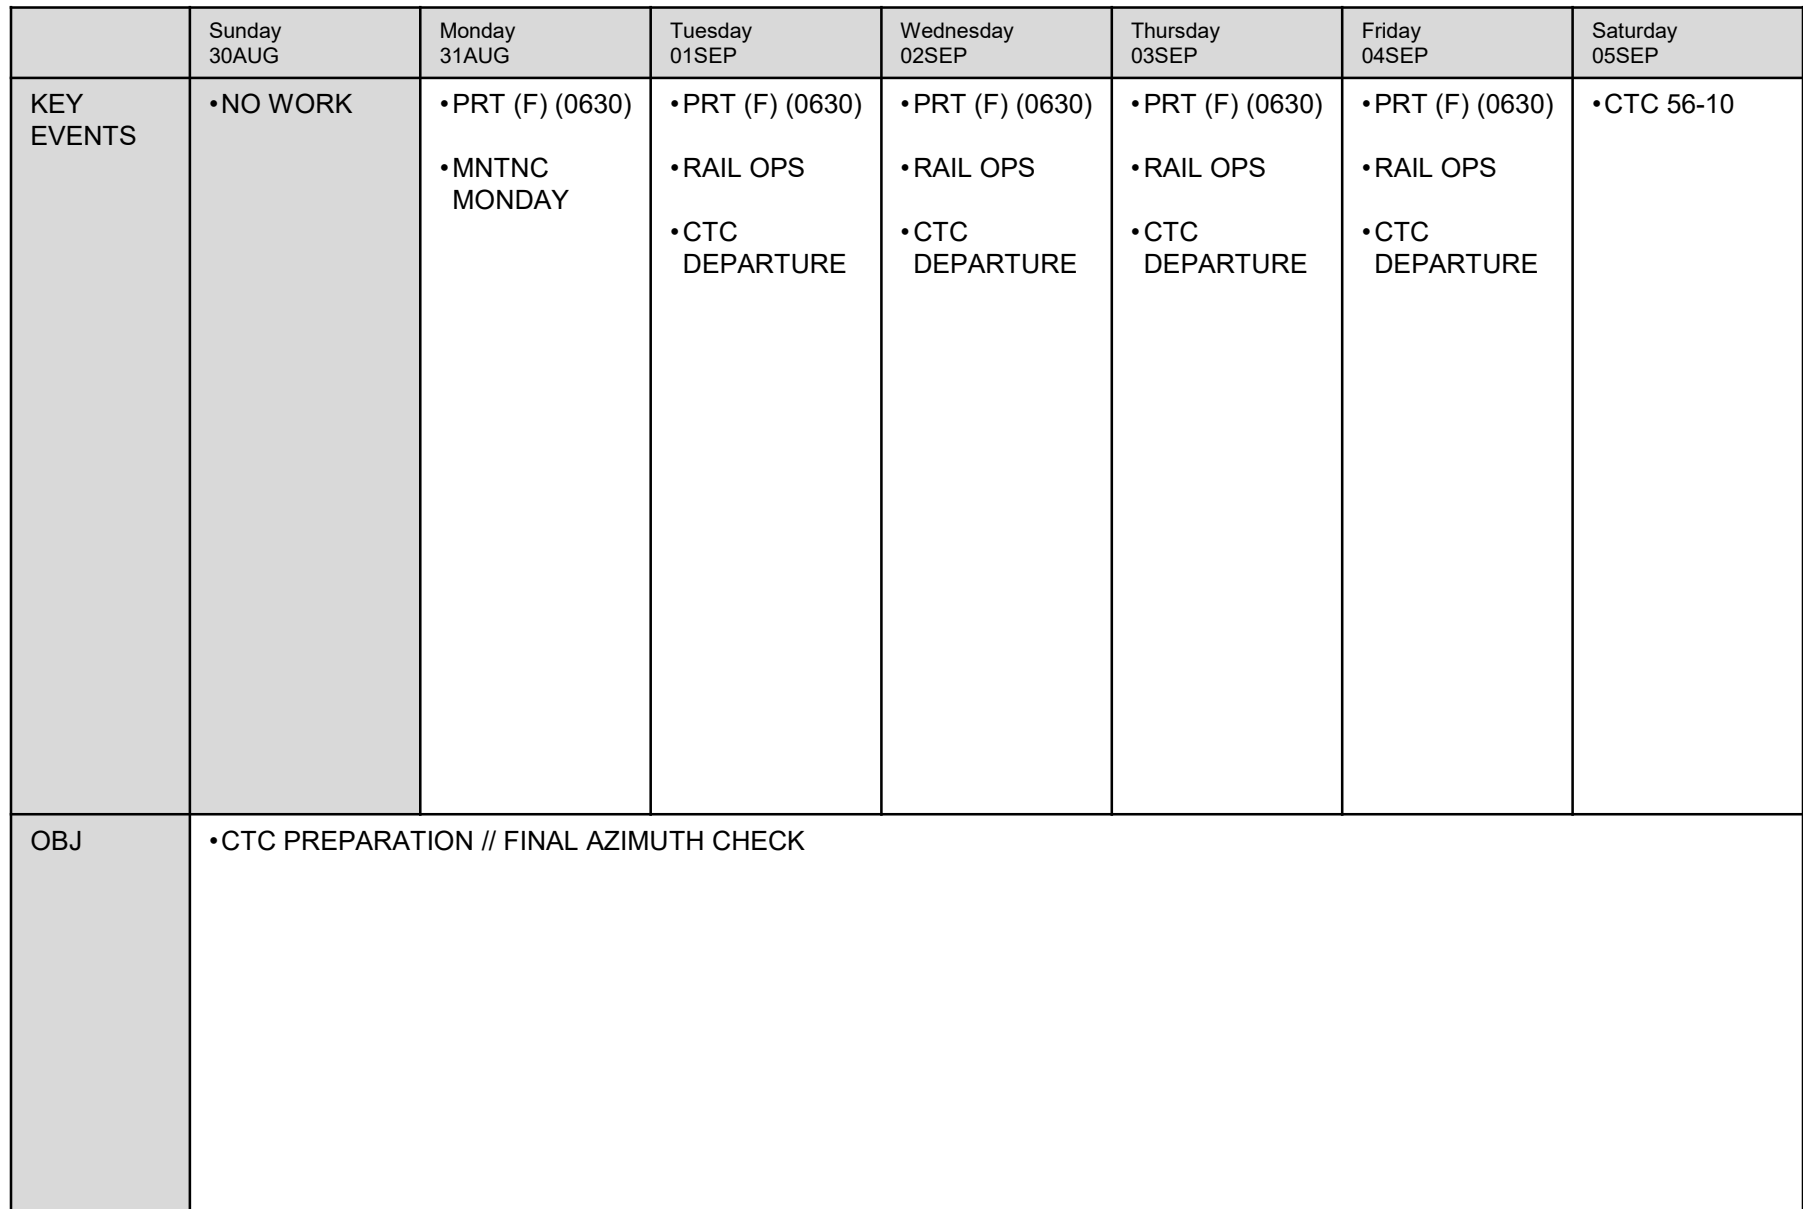 Sunday
30AUG
Monday
31AUG
Tuesday
01SEP
Wednesday
02SEP
Thursday
03SEP
Friday
04SEP
Saturday
05SEP
KEY
EVENTS
•NO WORK
•PRT (F) (0630)
•MNTNC
MONDAY
•PRT (F) (0630)
•RAIL OPS
•CTC
DEPARTURE
•PRT (F) (0630)
•RAIL OPS
•CTC
DEPARTURE
•PRT (F) (0630)
•RAIL OPS
•CTC
DEPARTURE
•PRT (F) (0630)
•RAIL OPS
•CTC
DEPARTURE
•CTC 56-10
OBJ
•CTC PREPARATION // FINAL AZIMUTH CHECK